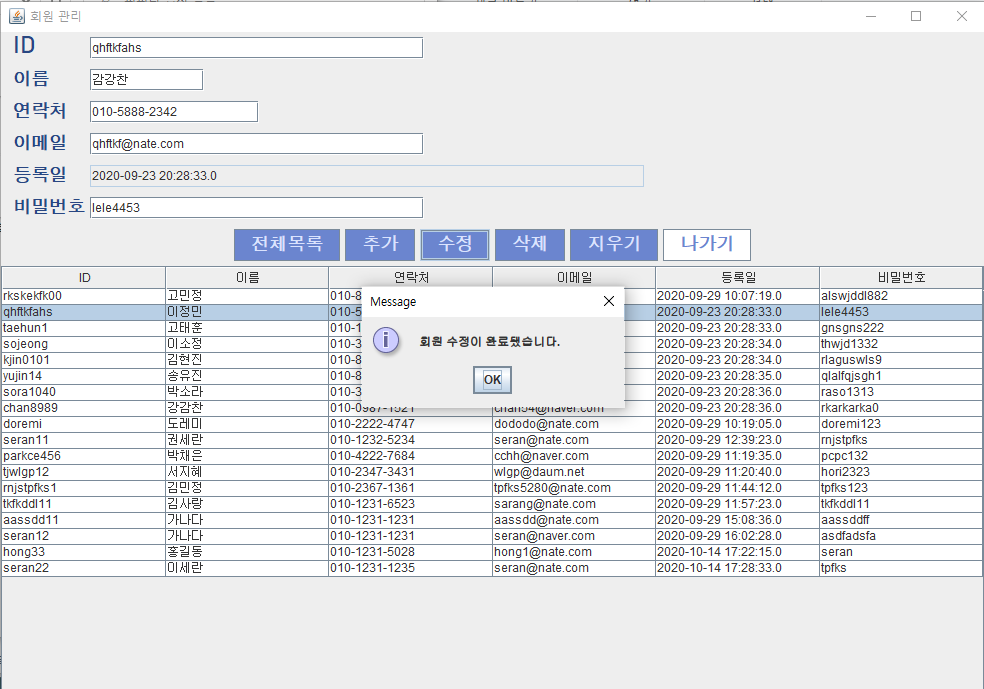 회원 관리
ID qhftkfahs
이름 감강찬
연락처 010-5888-2342
이메일 qhftkf@nate.com
등록일 2020-09-23 20:28:33.0
비밀번호 lele4453
전체목록 추가 수정 삭제 지우기 나가기
ID 이름 연락처 이메일 등록일 비밀번호
rkskekfk00 고민정 010-8 2020-09-29 10:07:19.0 alswjddl882
qhftkfahs 이정민 010-5 2020-09-23 20:28:33.0 lele4453
taehun1 고태훈 010-1 2020-09-23 20:28:33.0 gnsgns222
sojeong 이소정 010-3 2020-09-23 20:28:34.0 thwjd1332
kjin0101 김현진 010-8 2020-09-23 20:28:34.0 rlaguswls9
yujin14 송유진 010-8 2020-09-23 20:28:35.0 qlalfqjsgh1
sora1040 박소라 010-3 2020-09-23 20:28:36.0 raso1313
chan8989 강감찬 010-0987-1521 chan54@naver.com 2020-09-23 20:28:36.0 rkarkarka0
doremi 도레미 010-2222-4747 dododo@nate.com 2020-09-29 10:19:05.0 doremi123
seran11 권세란 010-1232-5234 seran@nate.com 2020-09-29 12:39:23.0 rnjstpfks
parkce456 박채은 010-4222-7684 cchh@naver.com 2020-09-29 11:19:35.0 pcpc132
tjwlgp12 서지혜 010-2347-3431 wlgp@daum.net 2020-09-29 11:20:40.0 hori2323
rnjstpfks1 김민정 010-2367-1361 tpfks5280@nate.com 2020-09-29 11:44:12.0 tpfks123
tkfkddl11 김사랑 010-1231-6523 sarang@nate.com 2020-09-29 11:57:23.0 tkfkddl11
aassdd11 가나다 010-1231-1231 aassdd@nate.com 2020-09-29 15:08:36.0 aassddff
seran12 가나다 010-1231-1231 seran@naver.com 2020-09-29 16:02:28.0 asdfadsfa
hong33 홍길동 010-1231-5028 hong1@nate.com 2020-10-14 17:22:15.0 seran
seran22 이세란 010-1231-1235 seran@nate.com 2020-10-14 17:28:33.0 tpfks
Message
회원 수정이 완료됐습니다.
OK